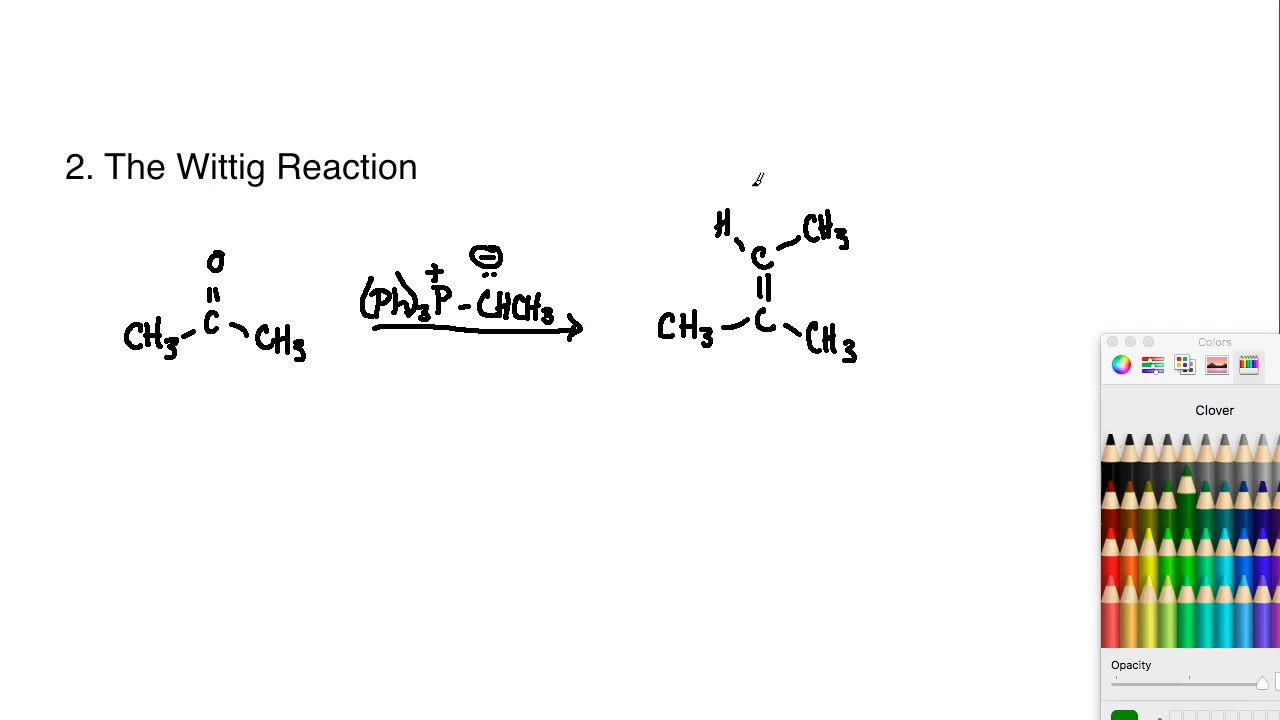 2. The Wittig Reaction
O
||
CH3 - C - CH3
(Ph)3P+ - CHCH3
H CH3
C
||
CH3 - C - CH3
Colors
Clover
Opacity